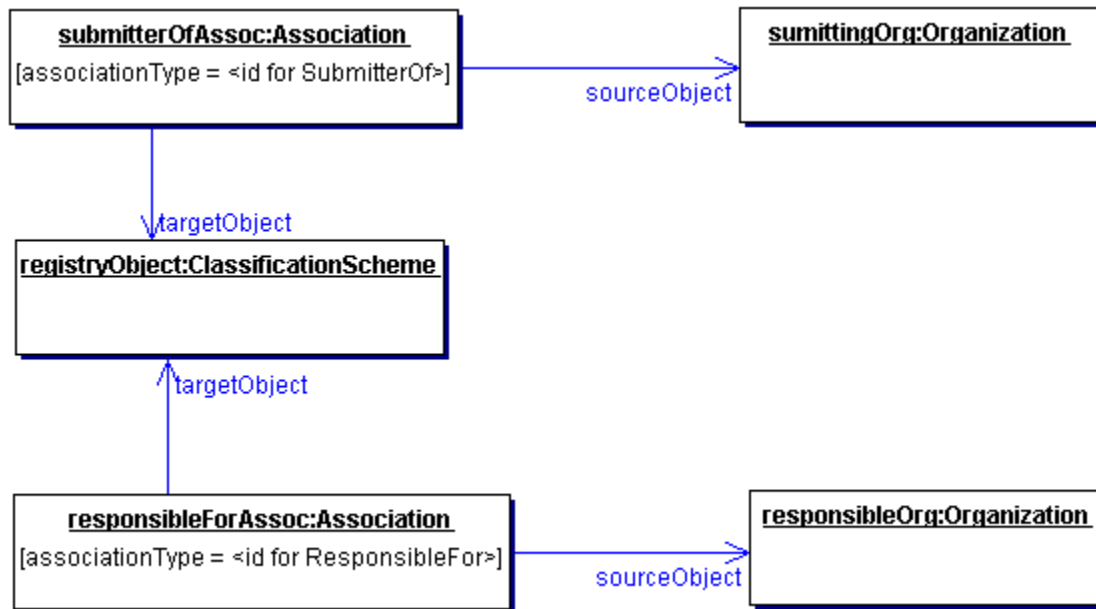 submitterOfAssoc:Association
[associationType = <id for SubmitterOf>]
sumittingOrg:Organization
sourceObject
targetObject
registryObject:ClassificationScheme
targetObject
responsibleForAssoc:Association
[associationType = <id for ResponsibleFor>]
responsibleOrg:Organization
sourceObject